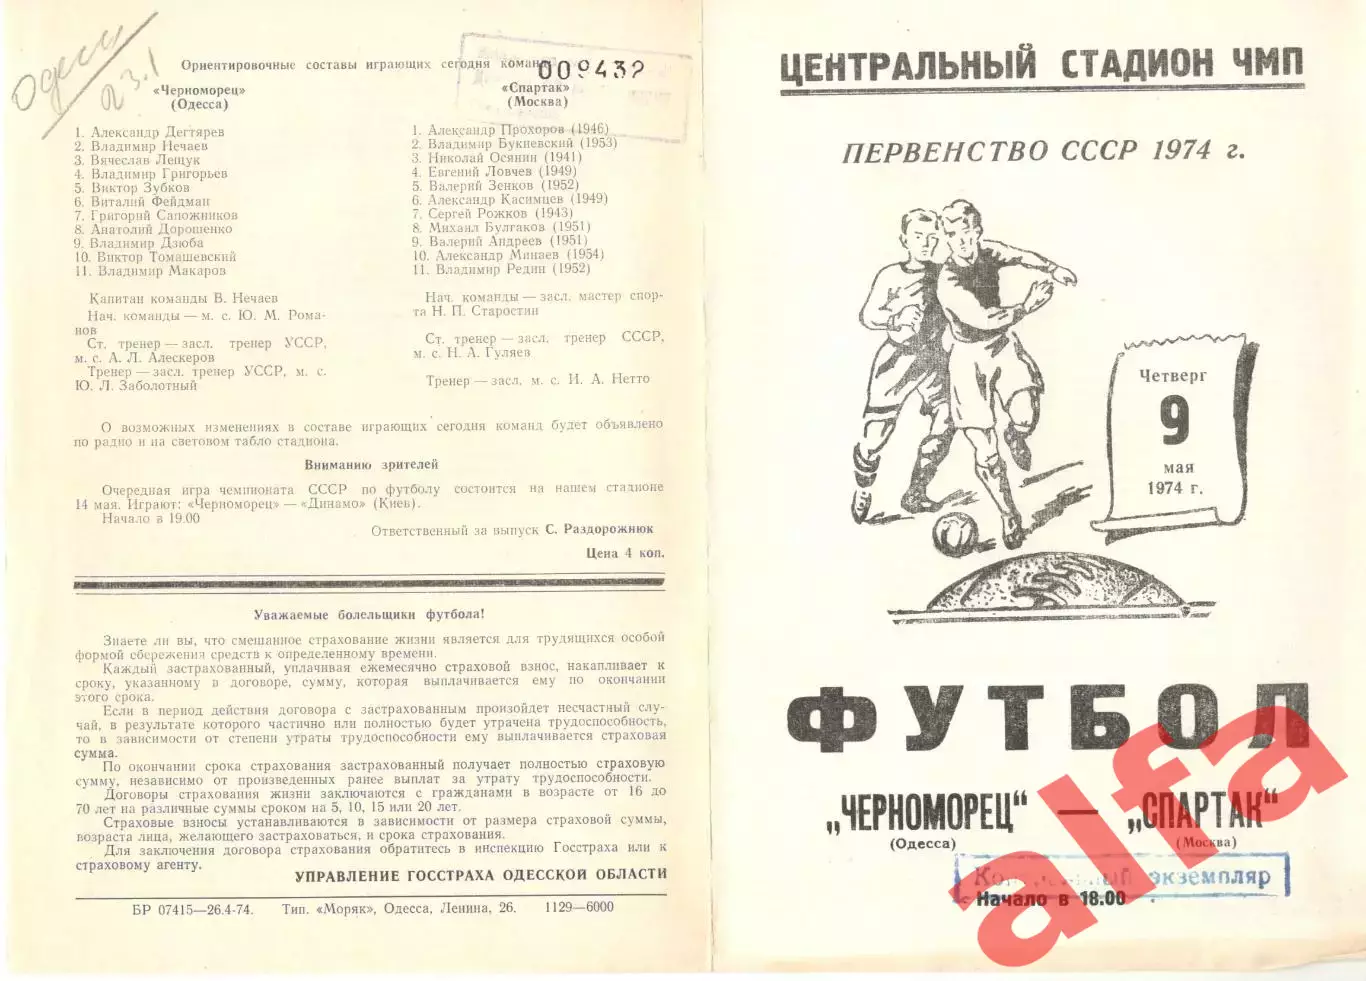 Одесса
23.1
Ориентировочные составы играющих сегодня команд
009432
«Черноморец»
(Одесса)
1. Александр Дегтярев
2. Владимир Нечаев
3. Вячеслав Лещук
4. Владимир Григорьев
5. Виктор Зубков
6. Виталий Фейдман
7. Григорий Сапожников
8. Анатолий Дорошенко
9. Владимир Дзюба
10. Виктор Томашевский
11. Владимир Макаров
Капитан команды В. Нечаев
Нач. команды — м. с. Ю. М. Рома-
нов
Ст. тренер — засл. тренер УССР,
м. с. А. Л. Алескеров
Тренер — засл. тренер УССР, м. с.
Ю. Л. Заболотный
«Спартак»
(Москва)
1. Александр Прохоров (1946)
2. Владимир Букиевский (1953)
3. Николай Осянин (1941)
4. Евгений Ловчев (1949)
5. Валерий Зенков (1952)
6. Александр Касимцев (1949)
7. Сергей Рожков (1943)
8. Михаил Булгаков (1951)
9. Валерий Андреев (1951)
10. Александр Минаев (1954)
11. Владимир Редин (1952)
Нач. команды — засл. мастер спор-
та Н. П. Старостин
Ст. тренер — засл. тренер СССР,
м. с. Н. А. Гуляев
Тренер — засл. м. с. И. А. Нетто
О возможных изменениях в составе играющих сегодня команд будет объявлено
по радио и на световом табло стадиона.
Вниманию зрителей
Очередная игра чемпионата СССР по футболу состоится на нашем стадионе
14 мая. Играют: «Черноморец» — «Динамо» (Киев).
Начало в 19.00
Ответственный за выпуск С. Раздорожнюк
Цена 4 коп.
Уважаемые болельщики футбола!
Знаете ли вы, что смешанное страхование жизни является для трудящихся особой
формой сбережения средств к определенному времени.
Каждый застрахованный, уплачивая ежемесячно страховой взнос, накапливает к
сроку, указанному в договоре, сумму, которая выплачивается ему по окончании
этого срока.
Если в период действия договора с застрахованным произойдет несчастный слу-
чай, в результате которого частично или полностью будет утрачена трудоспособность,
то в зависимости от степени утраты трудоспособности ему выплачивается страховая
сумма.
По окончании срока страхования застрахованный получает полностью страховую
сумму, независимо от произведенных ранее выплат за утрату трудоспособности.
Договоры страхования жизни заключаются с гражданами в возрасте от 16 до
70 лет на различные суммы сроком на 5, 10, 15 или 20 лет.
Страховые взносы устанавливаются в зависимости от размера страховой суммы,
возраста лица, желающего застраховаться, и срока страхования.
Для заключения договора страхования обратитесь в инспекцию Госстраха или к
страховому агенту.
УПРАВЛЕНИЕ ГОССТРАХА ОДЕССКОЙ ОБЛАСТИ
БР 07415—26.4-74. Тип. «Моряк», Одесса, Ленина, 26. 1129—6000
ЦЕНТРАЛЬНЫЙ СТАДИОН ЧМП
ПЕРВЕНСТВО СССР 1974 г.
Четверг
9
мая
1974 г.
ФУТБОЛ
„ЧЕРНОМОРЕЦ“ — „СПАРТАК“
(Одесса) (Москва)
Контрольный экземпляр
Начало в 18.00
alfa